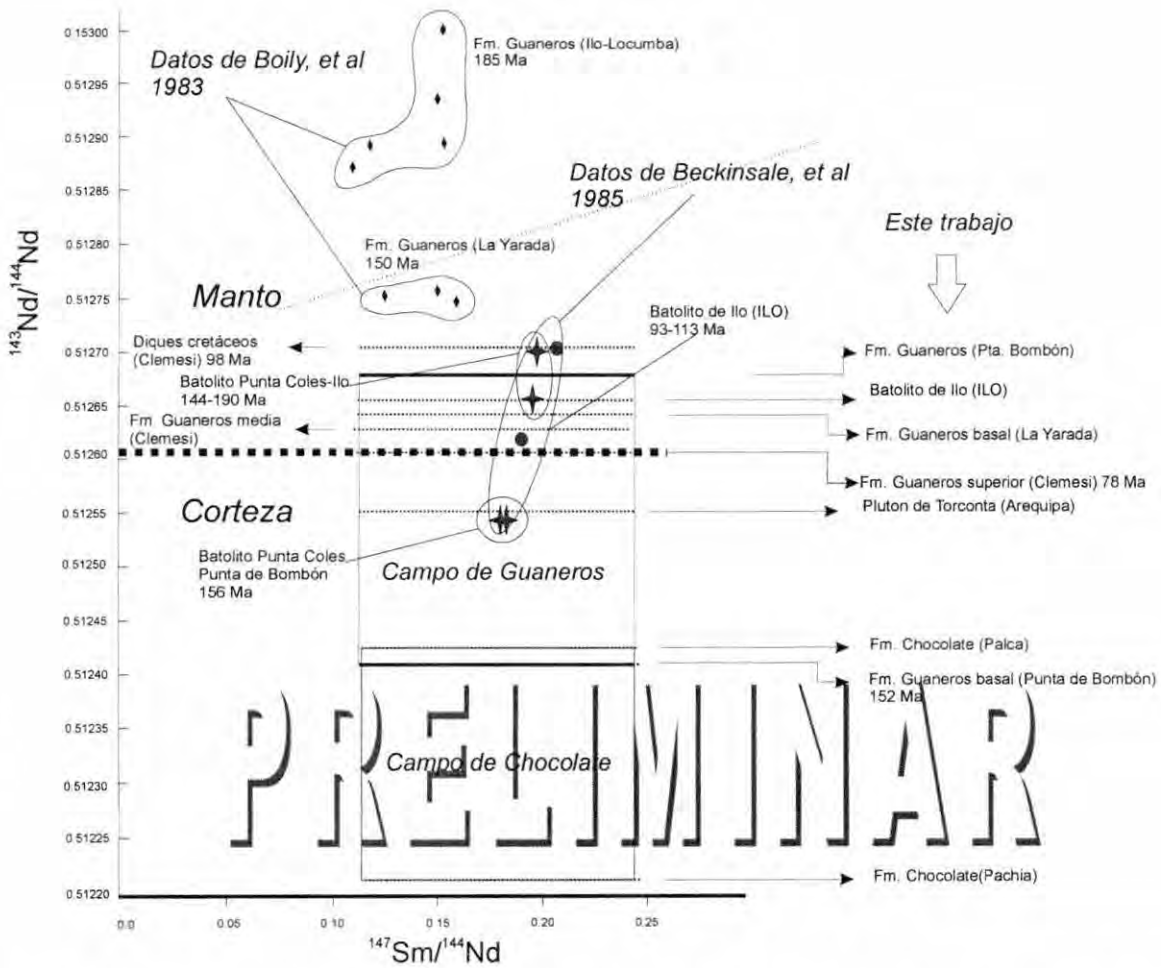 0.15300
0.51295
0.51290
0.51285
0.51280
0.51275
0.51270
0.51265
0.51260
0.51255
0.51250
0.51245
0.51240
0.51235
0.51230
0.51225
0.51220
143Nd/144Nd
Datos de Boily, et al
1983
Fm. Guaneros (Ilo-Locumba)
185 Ma
Datos de Beckinsale, et al
1985
Este trabajo
Fm. Guaneros (La Yarada)
150 Ma
Manto
Batolito de Ilo (ILO)
93-113 Ma
Diques cretáceos
(Clemesi) 98 Ma
Batolito Punta Coles-Ilo
144-190 Ma
Fm. Guaneros media
(Clemesi)
Fm. Guaneros (Pta. Bombón)
Batolito de Ilo (ILO)
Fm. Guaneros basal (La Yarada)
Fm. Guaneros superior (Clemesi) 78 Ma
Pluton de Torconta (Arequipa)
Corteza
Batolito Punta Coles
Punta de Bombón
156 Ma
Campo de Guaneros
Fm. Chocolate (Palca)
Fm. Guaneros basal (Punta de Bombón)
152 Ma
PRELIMINAR
Campo de Chocolate
Fm. Chocolate(Pachia)
0.0 0.05 0.10 0.15 0.20 0.25
147Sm/144Nd